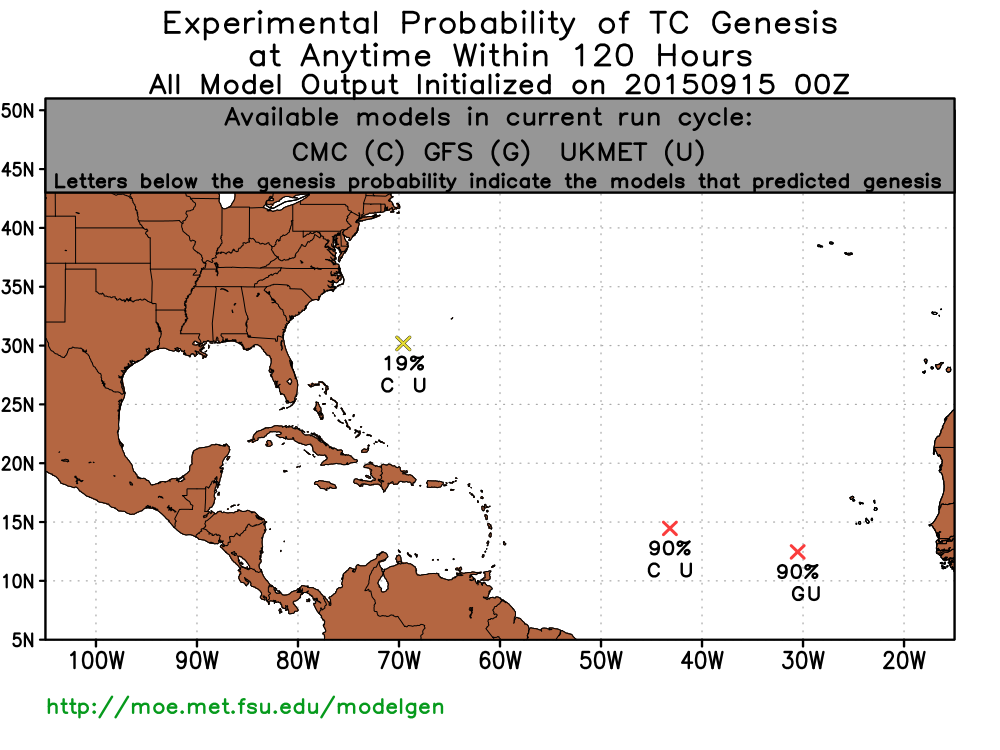 Experimental Probability of TC Genesis
at Anytime Within 120 Hours
All Model Output Initialized on 20150915 00Z
Available models in current run cycle:
CMC (C) GFS (G) UKMET (U)
Letters below the genesis probability indicate the models that predicted genesis
50N
45N
40N
35N
30N
25N
20N
15N
10N
5N
19%
C U
90%
C U
90%
GU
100W 90W 80W 70W 60W 50W 40W 30W 20W
http://moe.met.fsu.edu/modelgen